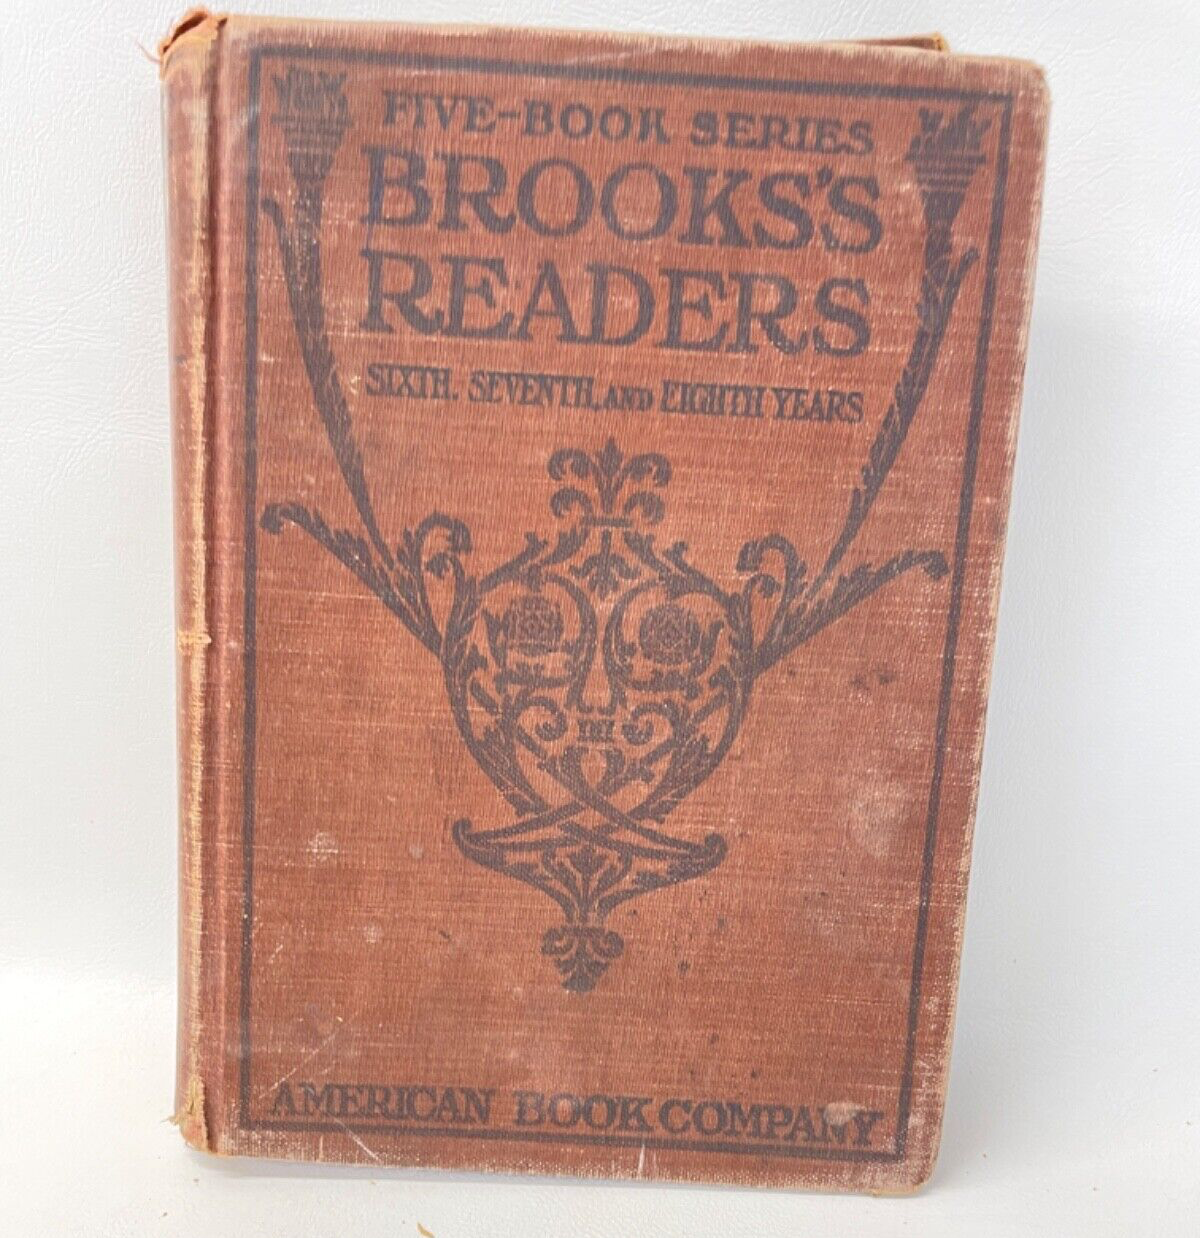 FIVE-BOOK SERIES
BROOKS'S
READERS
SIXTH, SEVENTH, AND EIGHTH YEARS
AMERICAN BOOK COMPANY